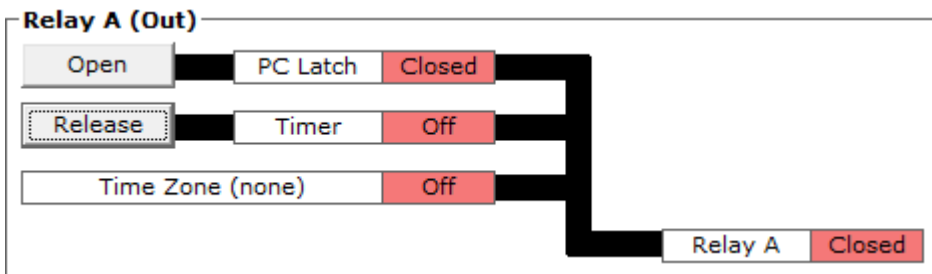 Relay A (Out)
Open PC Latch Closed
Release Timer Off
Time Zone (none) Off
Relay A Closed